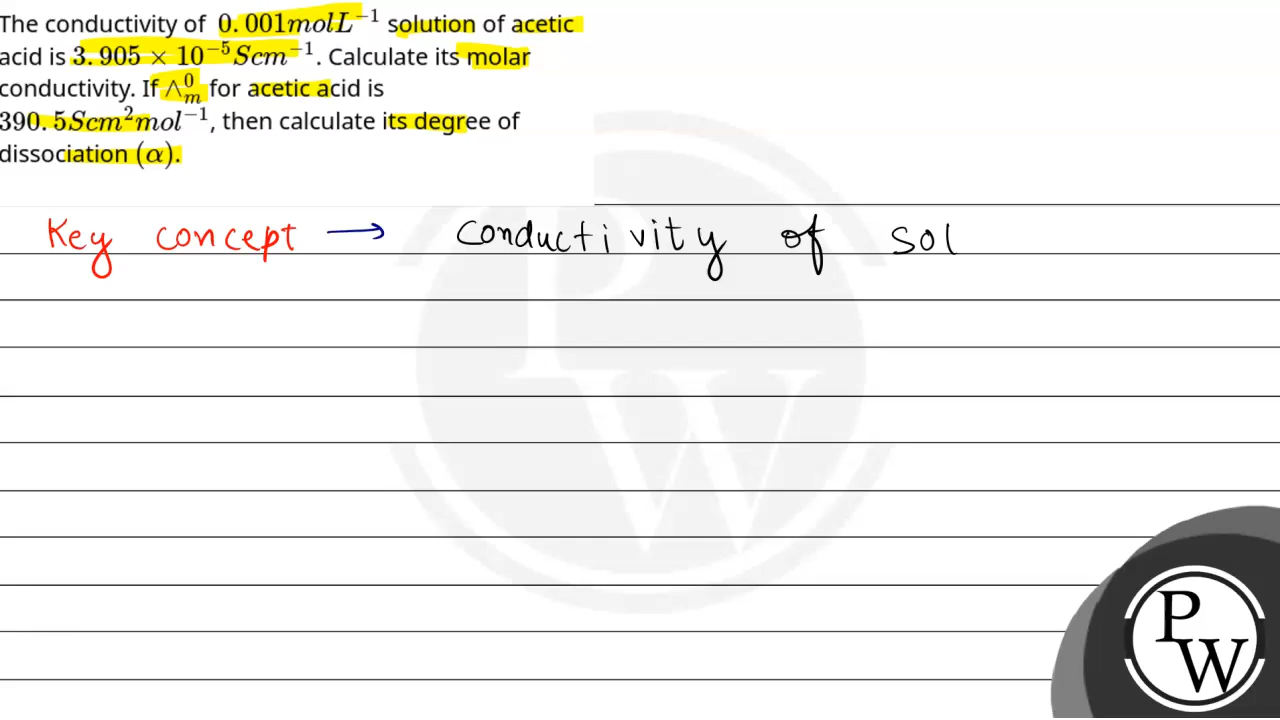 The conductivity of 0.001molL⁻¹ solution of acetic
acid is 3.905 × 10⁻⁵Scm⁻¹. Calculate its molar
conductivity. If ∧⁰ₘ for acetic acid is
390.5Scm²mol⁻¹, then calculate its degree of
dissociation (α).
Key concept → conductivity of sol
P
W
P
W